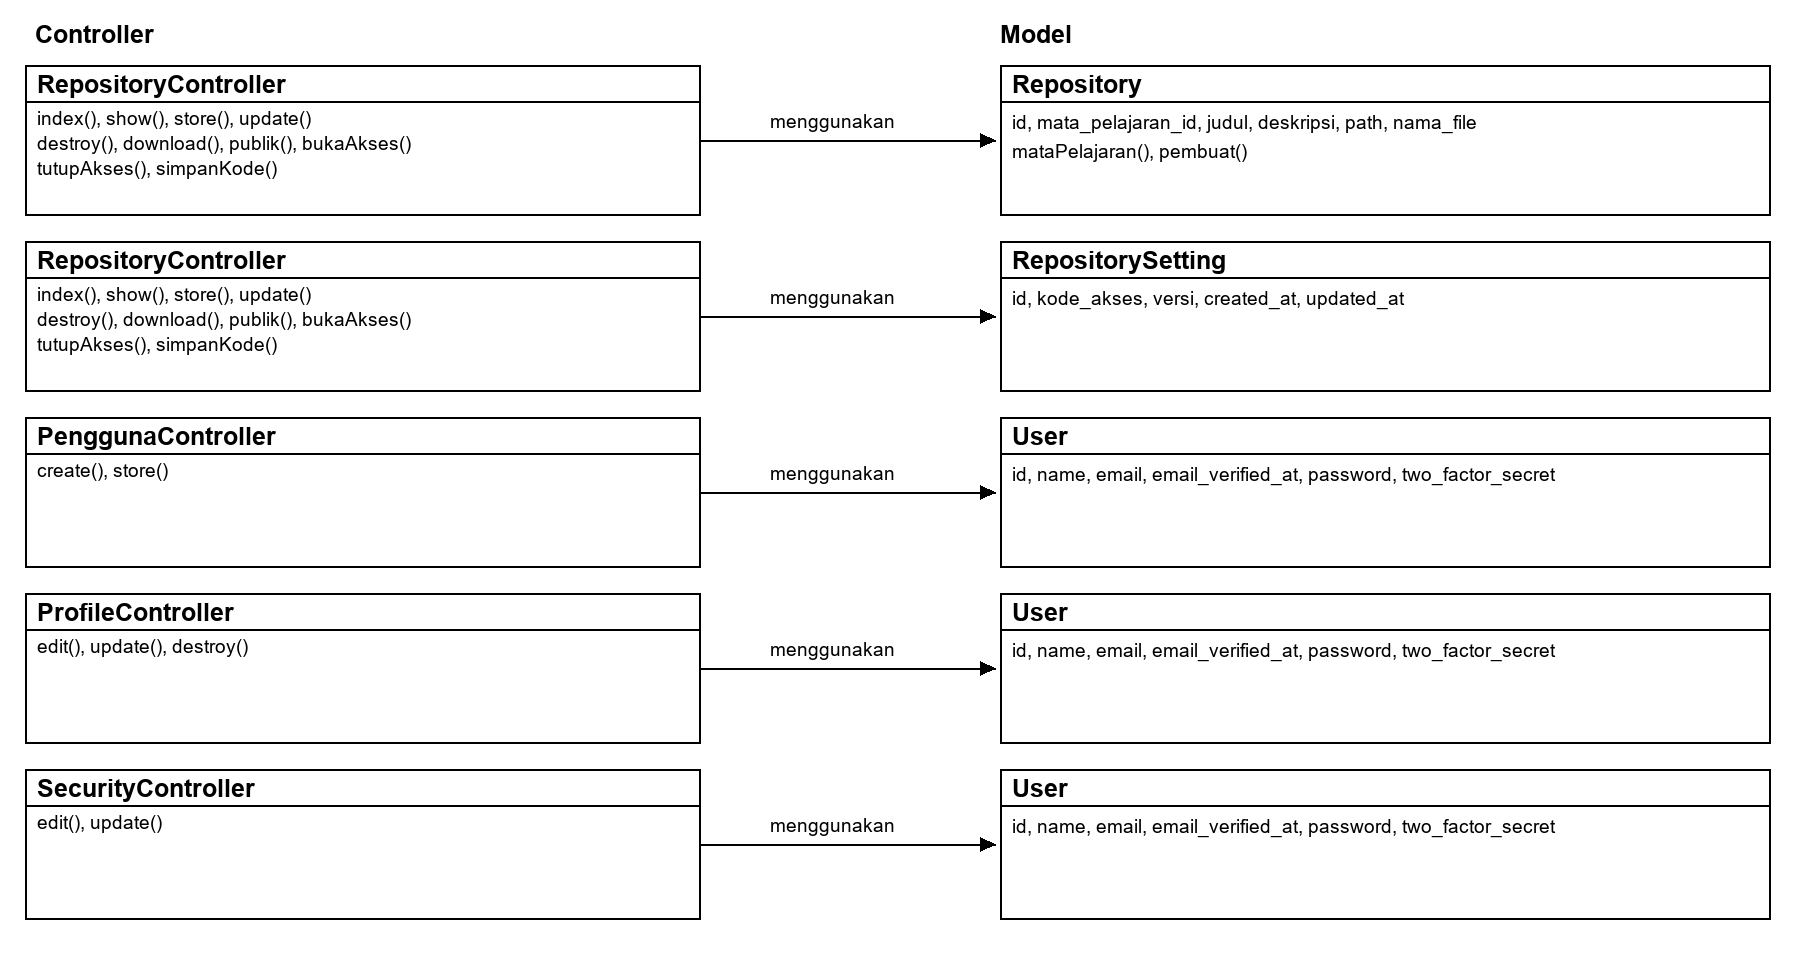 Controller
Model
RepositoryController
index(), show(), store(), update()
destroy(), download(), publik(), bukaAkses()
tutupAkses(), simpanKode()
menggunakan
Repository
id, mata_pelajaran_id, judul, deskripsi, path, nama_file
mataPelajaran(), pembuat()
RepositoryController
index(), show(), store(), update()
destroy(), download(), publik(), bukaAkses()
tutupAkses(), simpanKode()
menggunakan
RepositorySetting
id, kode_akses, versi, created_at, updated_at
PenggunaController
create(), store()
menggunakan
User
id, name, email, email_verified_at, password, two_factor_secret
ProfileController
edit(), update(), destroy()
menggunakan
User
id, name, email, email_verified_at, password, two_factor_secret
SecurityController
edit(), update()
menggunakan
User
id, name, email, email_verified_at, password, two_factor_secret